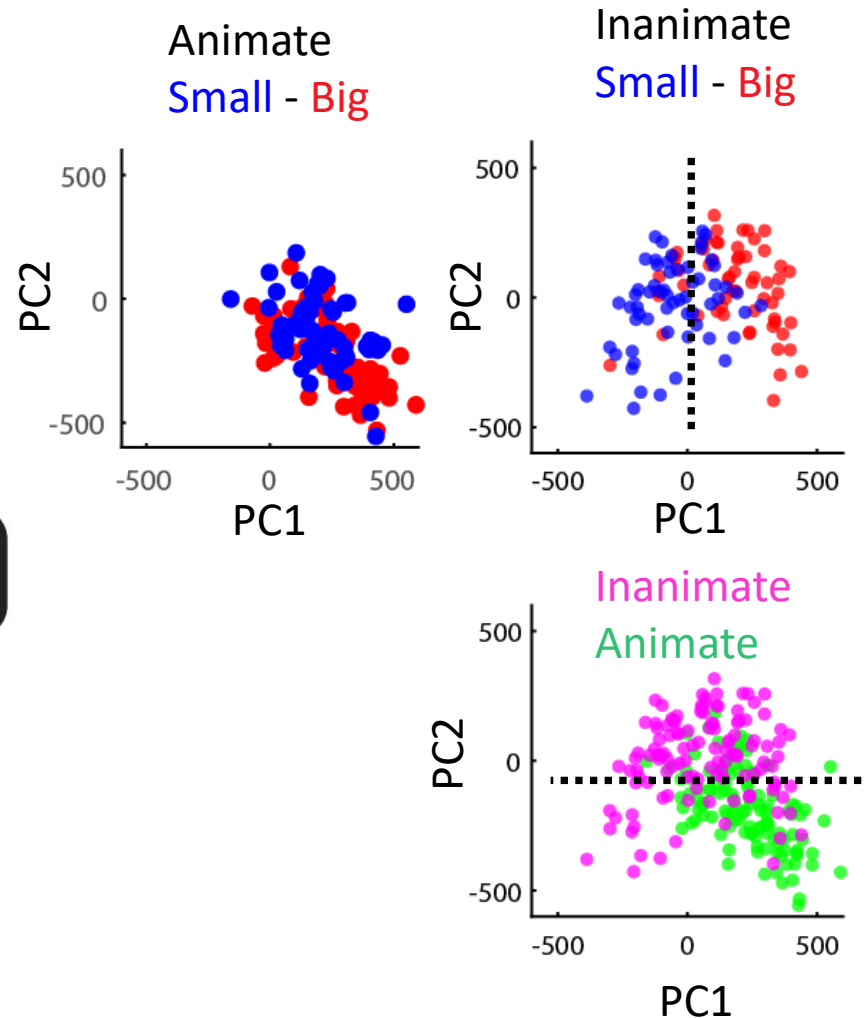 Animate
Small - Big
500
0
-500
PC2
-500 0 500
PC1
Inanimate
Small - Big
500
0
-500
PC2
-500 0 500
PC1
Inanimate
Animate
500
0
-500
PC2
-500 0 500
PC1